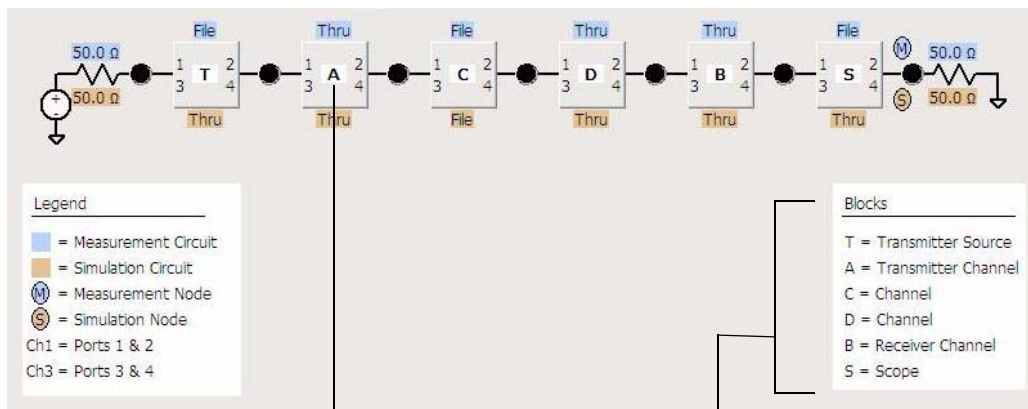 File Thru File Thru Thru File
50.0 Ω M 50.0 Ω
1 2 1 2 1 2 1 2 1 2 1 2
T A C D B S
3 4 3 4 3 4 3 4 3 4 3 4
+ 50.0 Ω S 50.0 Ω
Thru Thru File Thru Thru Thru
Legend
= Measurement Circuit
= Simulation Circuit
M = Measurement Node
S = Simulation Node
Ch1 = Ports 1 & 2
Ch3 = Ports 3 & 4
Blocks
T = Transmitter Source
A = Transmitter Channel
C = Channel
D = Channel
B = Receiver Channel
S = Scope